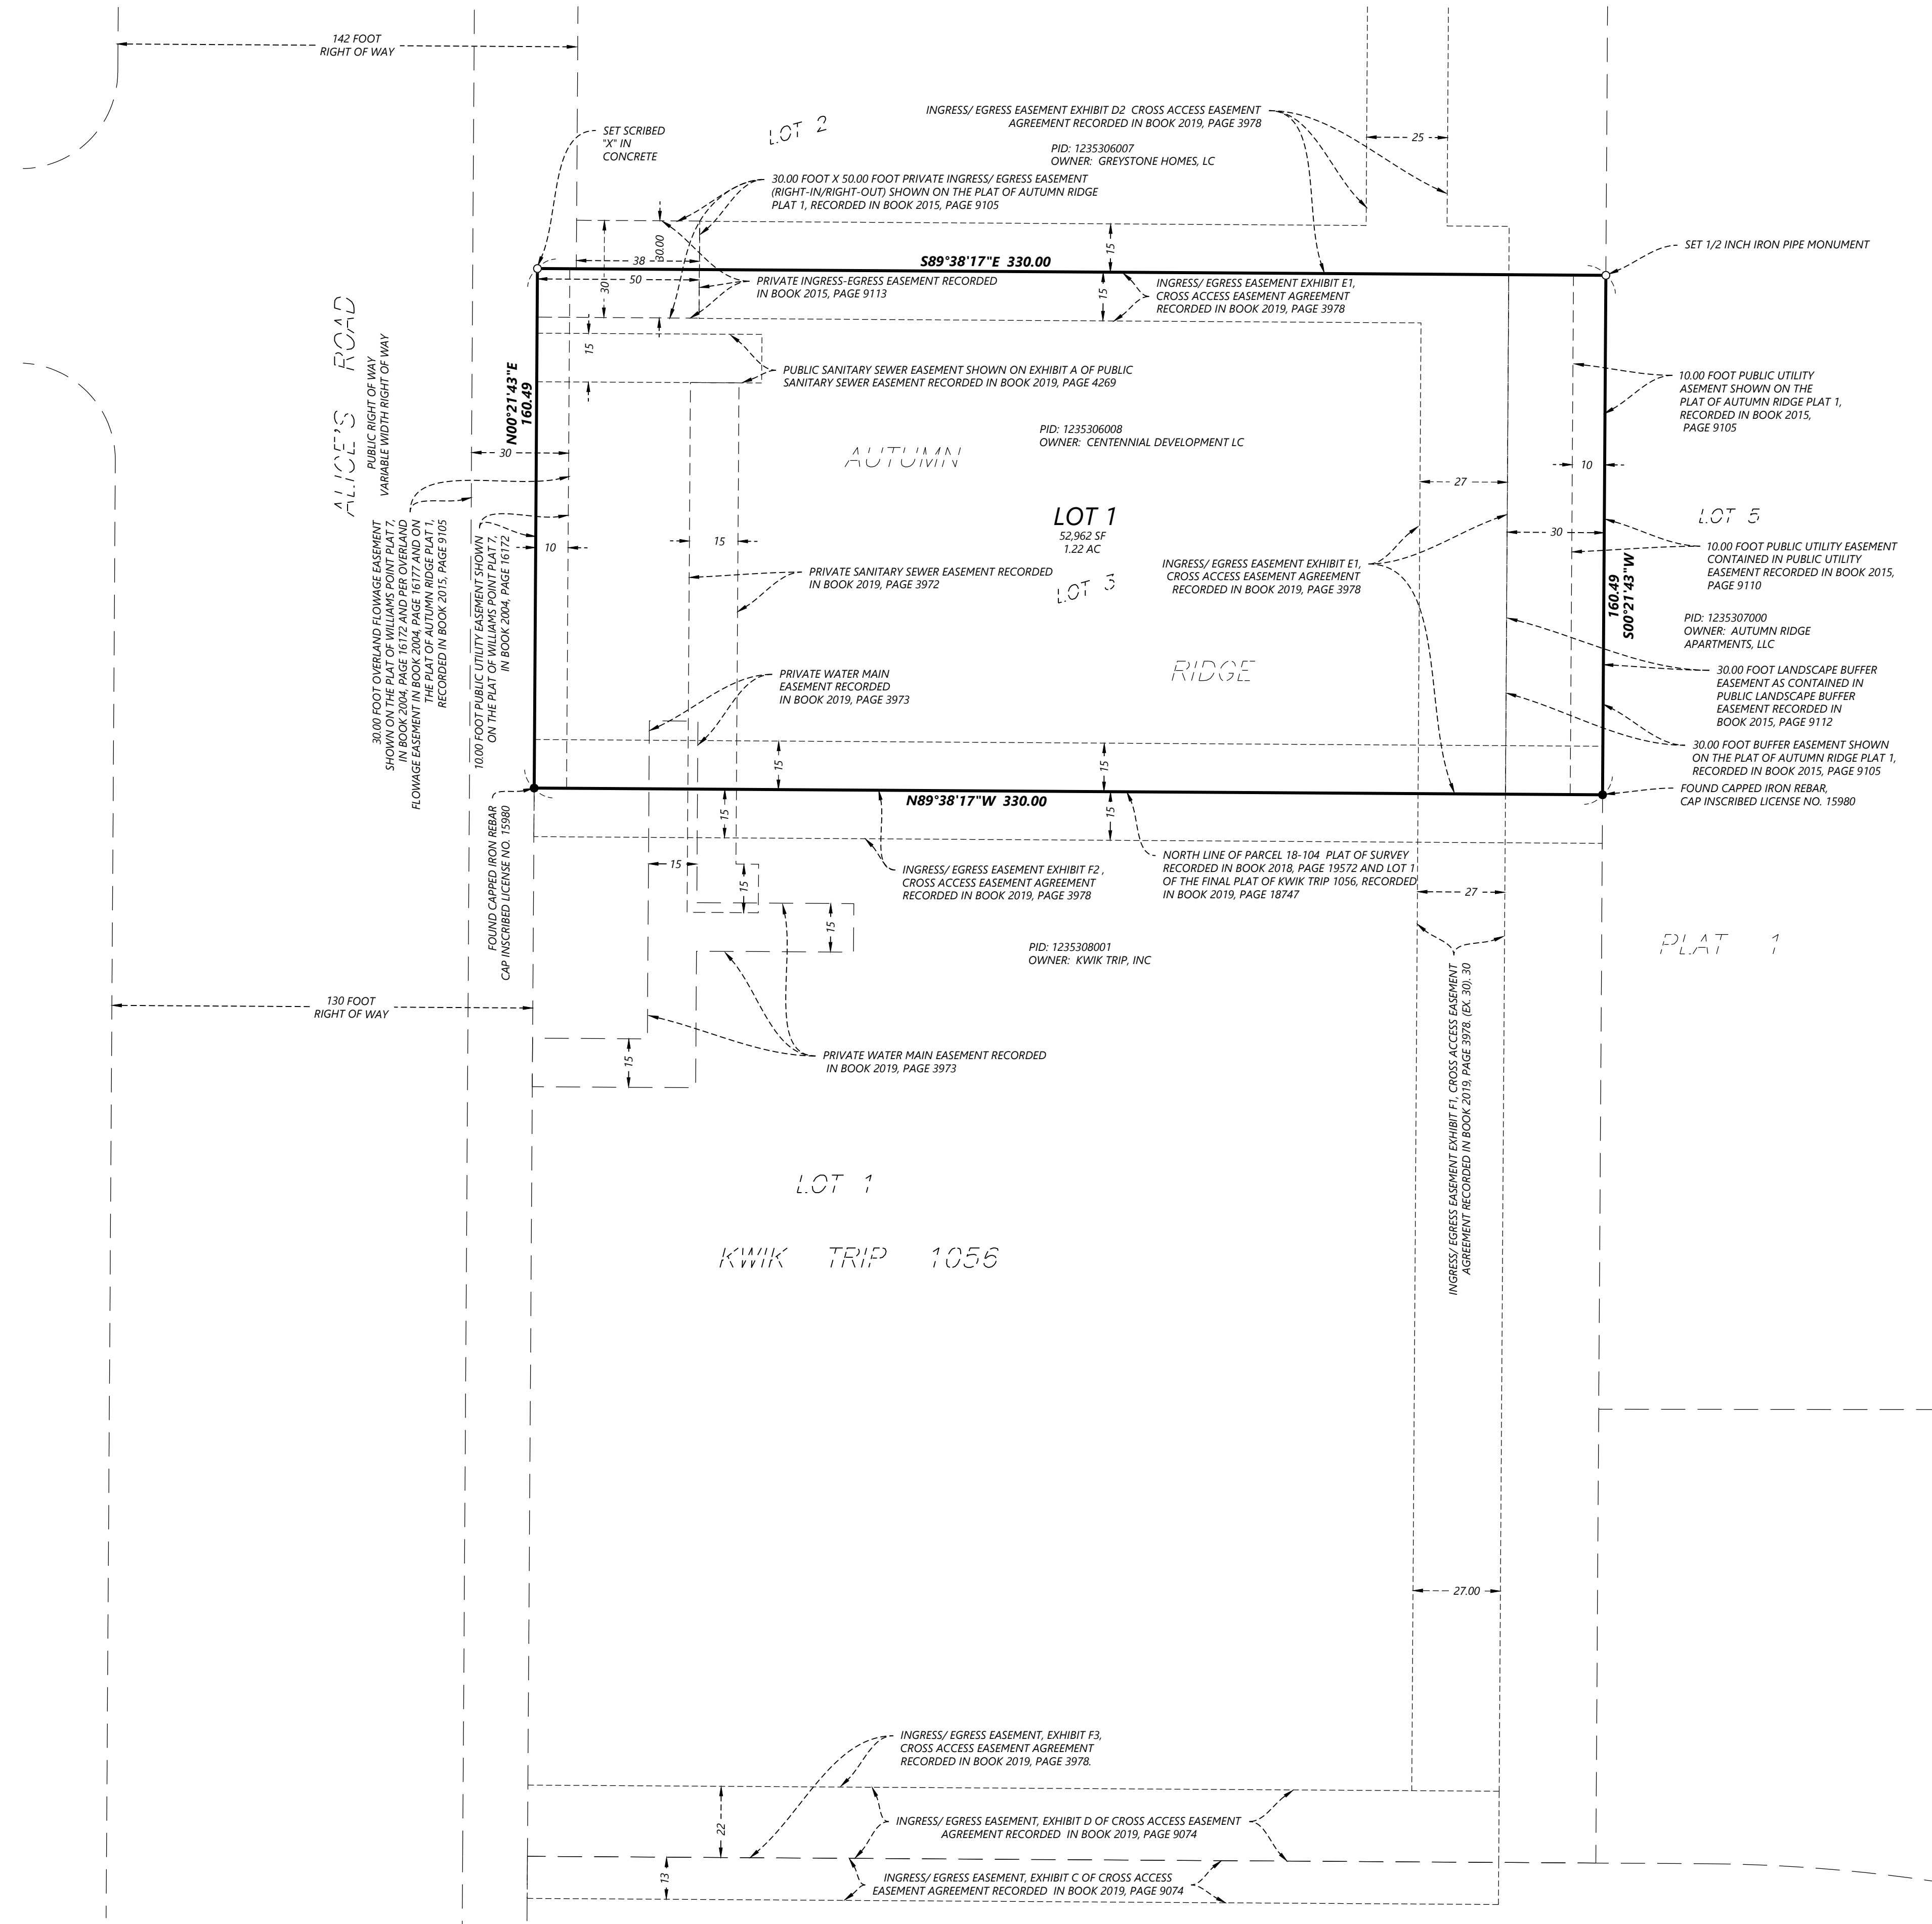 142 FOOT
RIGHT OF WAY
SET SCRIBED
"X" IN
CONCRETE
LOT 2
INGRESS/ EGRESS EASEMENT EXHIBIT D2 CROSS ACCESS EASEMENT
AGREEMENT RECORDED IN BOOK 2019, PAGE 3978
25
PID: 1235306007
OWNER: GREYSTONE HOMES, LC
30.00 FOOT X 50.00 FOOT PRIVATE INGRESS/ EGRESS EASEMENT
(RIGHT-IN/RIGHT-OUT) SHOWN ON THE PLAT OF AUTUMN RIDGE
PLAT 1, RECORDED IN BOOK 2015, PAGE 9105
30.00
15
38
S89°38'17"E 330.00
SET 1/2 INCH IRON PIPE MONUMENT
50
30
PRIVATE INGRESS-EGRESS EASEMENT RECORDED
IN BOOK 2015, PAGE 9113
15
INGRESS/ EGRESS EASEMENT EXHIBIT E1,
CROSS ACCESS EASEMENT AGREEMENT
RECORDED IN BOOK 2019, PAGE 3978
ALICE'S ROAD
PUBLIC RIGHT OF WAY
VARIABLE WIDTH RIGHT OF WAY
N00°21'43"E
160.49
15
PUBLIC SANITARY SEWER EASEMENT SHOWN ON EXHIBIT A OF PUBLIC
SANITARY SEWER EASEMENT RECORDED IN BOOK 2019, PAGE 4269
10.00 FOOT PUBLIC UTILITY
ASEMENT SHOWN ON THE
PLAT OF AUTUMN RIDGE PLAT 1,
RECORDED IN BOOK 2015,
PAGE 9105
PID: 1235306008
OWNER: CENTENNIAL DEVELOPMENT LC
30
AUTUMN
10
27
LOT 1
52,962 SF
1.22 AC
LOT 5
30
10
15
10.00 FOOT PUBLIC UTILITY EASEMENT
CONTAINED IN PUBLIC UTILITY
EASEMENT RECORDED IN BOOK 2015,
PAGE 9110
PRIVATE SANITARY SEWER EASEMENT RECORDED
IN BOOK 2019, PAGE 3972
LOT 3
INGRESS/ EGRESS EASEMENT EXHIBIT E1,
CROSS ACCESS EASEMENT AGREEMENT
RECORDED IN BOOK 2019, PAGE 3978
160.49
S00°21'43"W
PID: 1235307000
OWNER: AUTUMN RIDGE
APARTMENTS, LLC
30.00 FOOT OVERLAND FLOWAGE EASEMENT
SHOWN ON THE PLAT OF WILLIAMS POINT PLAT 7,
IN BOOK 2004, PAGE 16172 AND PER OVERLAND
FLOWAGE EASEMENT IN BOOK 2004, PAGE 16177 AND ON
THE PLAT OF AUTUMN RIDGE PLAT 1,
RECORDED IN BOOK 2015, PAGE 9105
10.00 FOOT PUBLIC UTILITY EASEMENT SHOWN
ON THE PLAT OF WILLIAMS POINT PLAT 7,
IN BOOK 2004, PAGE 16172
RIDGE
PRIVATE WATER MAIN
EASEMENT RECORDED
IN BOOK 2019, PAGE 3973
30.00 FOOT LANDSCAPE BUFFER
EASEMENT AS CONTAINED IN
PUBLIC LANDSCAPE BUFFER
EASEMENT RECORDED IN
BOOK 2015, PAGE 9112
30.00 FOOT BUFFER EASEMENT SHOWN
ON THE PLAT OF AUTUMN RIDGE PLAT 1,
RECORDED IN BOOK 2015, PAGE 9105
15
15
N89°38'17"W 330.00
FOUND CAPPED IRON REBAR,
CAP INSCRIBED LICENSE NO. 15980
FOUND CAPPED IRON REBAR
CAP INSCRIBED LICENSE NO. 15980
15
15
15
15
INGRESS/ EGRESS EASEMENT EXHIBIT F2 ,
CROSS ACCESS EASEMENT AGREEMENT
RECORDED IN BOOK 2019, PAGE 3978
NORTH LINE OF PARCEL 18-104 PLAT OF SURVEY
RECORDED IN BOOK 2018, PAGE 19572 AND LOT 1
OF THE FINAL PLAT OF KWIK TRIP 1056, RECORDED
IN BOOK 2019, PAGE 18747
27
15
PID: 1235308001
OWNER: KWIK TRIP, INC
PLAT 1
130 FOOT
RIGHT OF WAY
15
PRIVATE WATER MAIN EASEMENT RECORDED
IN BOOK 2019, PAGE 3973
INGRESS/ EGRESS EASEMENT EXHIBIT F1, CROSS ACCESS EASEMENT
AGREEMENT RECORDED IN BOOK 2019, PAGE 3978. (EX. 30).30
LOT 1
KWIK TRIP 1056
27.00
INGRESS/ EGRESS EASEMENT, EXHIBIT F3,
CROSS ACCESS EASEMENT AGREEMENT
RECORDED IN BOOK 2019, PAGE 3978.
22
INGRESS/ EGRESS EASEMENT, EXHIBIT D OF CROSS ACCESS EASEMENT
AGREEMENT RECORDED IN BOOK 2019, PAGE 9074
13
INGRESS/ EGRESS EASEMENT, EXHIBIT C OF CROSS ACCESS
EASEMENT AGREEMENT RECORDED IN BOOK 2019, PAGE 9074